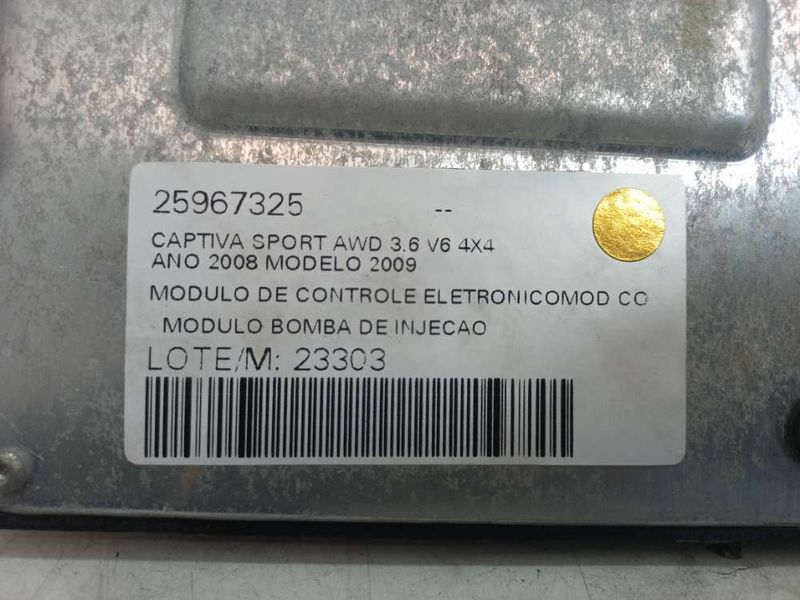 25967325 --
CAPTIVA SPORT AWD 3.6 V6 4X4
ANO 2008 MODELO 2009
MODULO DE CONTROLE ELETRONICOMOD CO
MODULO BOMBA DE INJECAO
LOTE/M: 23303